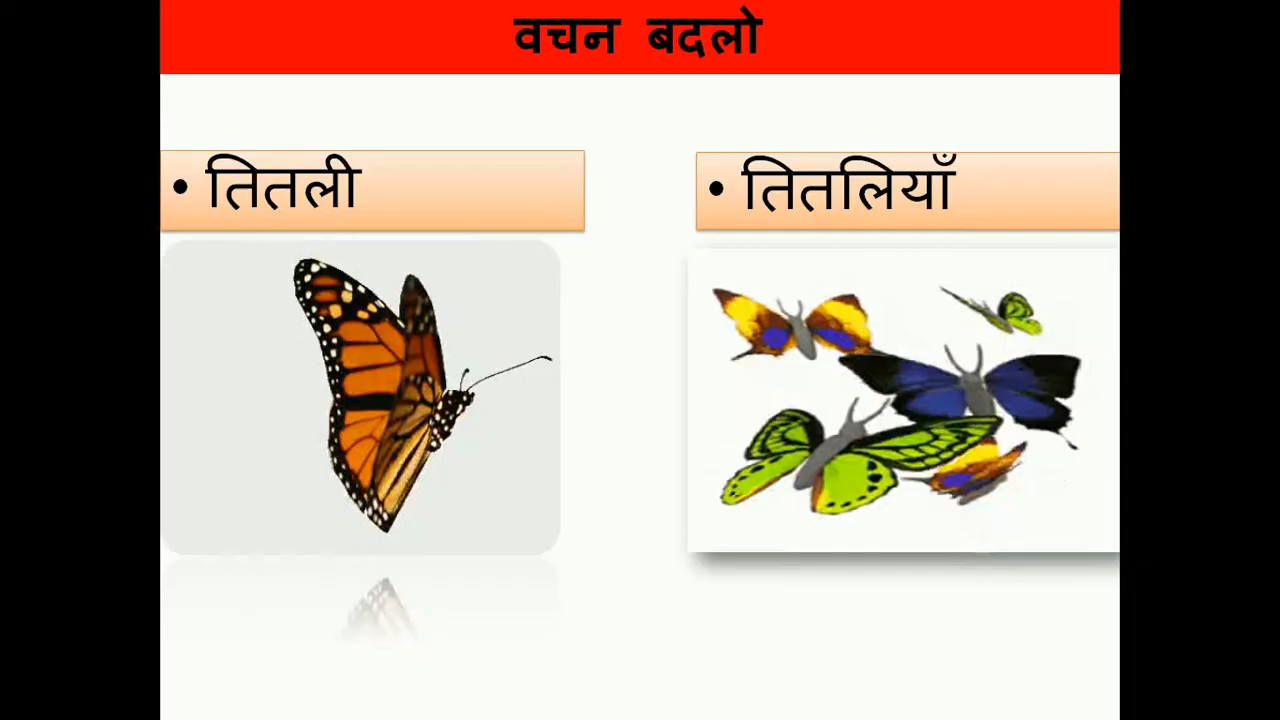 वचन बदलो
• तितली
• तितलियाँ